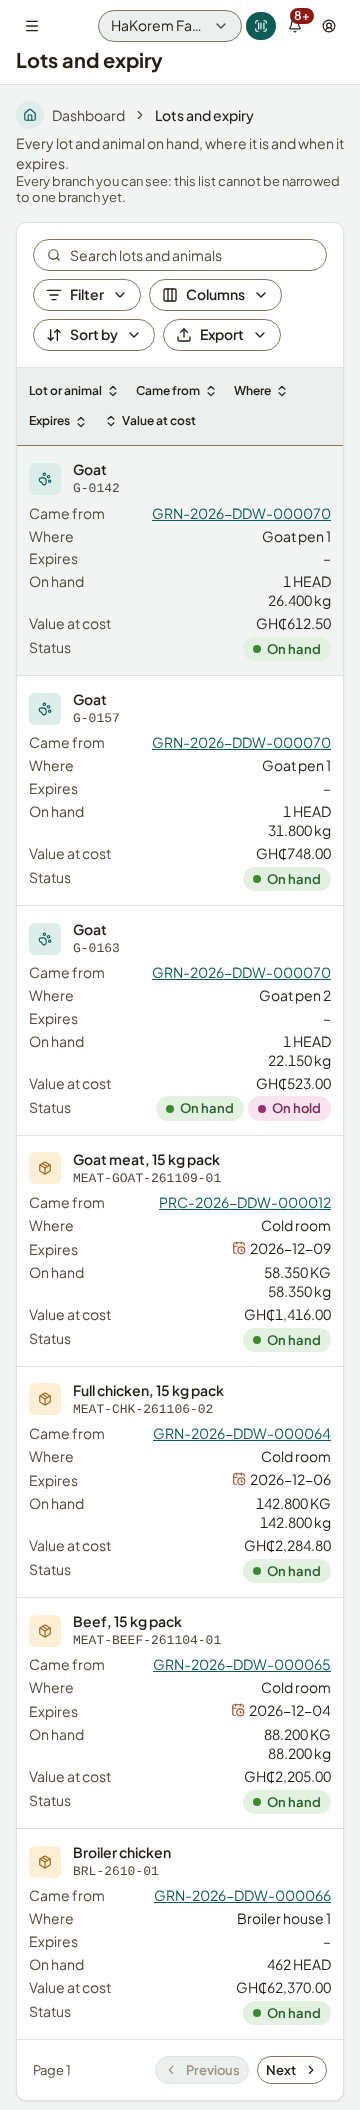 HaKorem Fa...
8+
Lots and expiry
Dashboard > Lots and expiry
Every lot and animal on hand, where it is and when it
expires.
Every branch you can see: this list cannot be narrowed
to one branch yet.
Search lots and animals
Filter Columns
Sort by Export
Lot or animal Came from Where
Expires Value at cost
Goat
G-0142
Came from GRN-2026-DDW-000070
Where Goat pen 1
Expires –
On hand 1 HEAD
26.400 kg
Value at cost GH₵612.50
Status On hand
Goat
G-0157
Came from GRN-2026-DDW-000070
Where Goat pen 1
Expires –
On hand 1 HEAD
31.800 kg
Value at cost GH₵748.00
Status On hand
Goat
G-0163
Came from GRN-2026-DDW-000070
Where Goat pen 2
Expires –
On hand 1 HEAD
22.150 kg
Value at cost GH₵523.00
Status On hand On hold
Goat meat, 15 kg pack
MEAT-GOAT-261109-01
Came from PRC-2026-DDW-000012
Where Cold room
Expires 2026-12-09
On hand 58.350 KG
58.350 kg
Value at cost GH₵1,416.00
Status On hand
Full chicken, 15 kg pack
MEAT-CHK-261106-02
Came from GRN-2026-DDW-000064
Where Cold room
Expires 2026-12-06
On hand 142.800 KG
142.800 kg
Value at cost GH₵2,284.80
Status On hand
Beef, 15 kg pack
MEAT-BEEF-261104-01
Came from GRN-2026-DDW-000065
Where Cold room
Expires 2026-12-04
On hand 88.200 KG
88.200 kg
Value at cost GH₵2,205.00
Status On hand
Broiler chicken
BRL-2610-01
Came from GRN-2026-DDW-000066
Where Broiler house 1
Expires –
On hand 462 HEAD
Value at cost GH₵62,370.00
Status On hand
Page 1 Previous Next